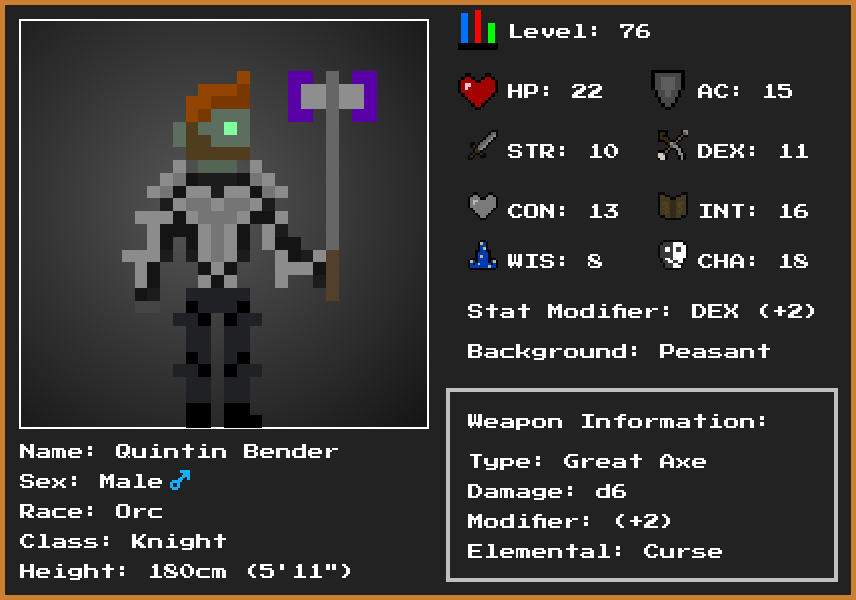 Level: 76
HP: 22
AC: 15
STR: 10
DEX: 11
CON: 13
INT: 16
WIS: 8
CHA: 18
Stat Modifier: DEX (+2)
Background: Peasant
Weapon Information:
Type: Great Axe
Damage: d6
Modifier: (+2)
Elemental: Curse
Name: Quintin Bender
Sex: Male♂
Race: Orc
Class: Knight
Height: 180cm (5'11")